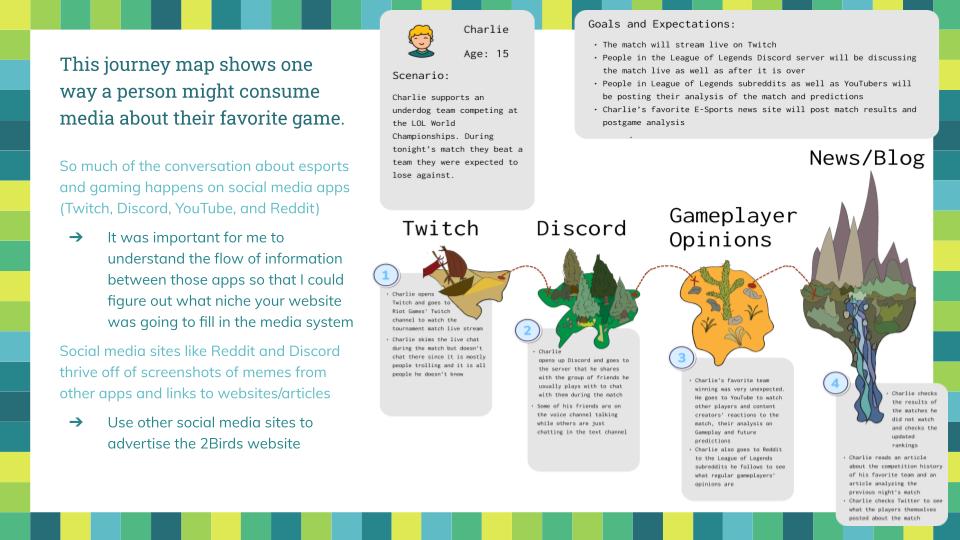 This journey map shows one
way a person might consume
media about their favorite game.
So much of the conversation about esports
and gaming happens on social media apps
(Twitch, Discord, YouTube, and Reddit)
➔ It was important for me to
understand the flow of information
between those apps so that I could
figure out what niche your website
was going to fill in the media system
Social media sites like Reddit and Discord
thrive off of screenshots of memes from
other apps and links to websites/articles
➔ Use other social media sites to
advertise the 2Birds website
Charlie
Age: 15
Scenario:
Charlie supports an
underdog team competing at
the LOL World
Championships. During
tonight's match they beat a
team they were expected to
lose against.
Goals and Expectations:
• The match will stream live on Twitch
• People in the League of Legends Discord server will be discussing
the match live as well as after it is over
• People in League of Legends subreddits as well as YouTubers will
be posting their analysis of the match and predictions
• Charlie's favorite E-Sports news site will post match results and
postgame analysis
Twitch
1
• Charlie opens
Twitch and goes to
Riot Games' Twitch
channel to watch the
tournament match live stream
• Charlie skims the live chat
during the match but doesn't
chat there since it is mostly
people trolling and it is all
people he doesn't know
Discord
2
• Charlie
opens up Discord and goes to
the server that he shares
with the group of friends he
usually plays with to chat
with them during the match
• Some of his friends are on
the voice channel talking
while others are just
chatting in the text channel
Gameplayer
Opinions
3
• Charlie's favorite team
winning was very unexpected.
He goes to YouTube to watch
other players and content
creators' reactions to the
match, their analysis on
Gameplay and future
predictions
• Charlie also goes to Reddit
to the League of Legends
subreddits he follows to see
what regular gameplayers'
opinions are
News/Blog
4
• Charlie checks
the results of
the matches he
did not watch
and checks the
updated
rankings
• Charlie reads an article
about the competition history
of his favorite team and an
article analyzing the
previous night's match
• Charlie checks Twitter to see
what the players themselves
posted about the match